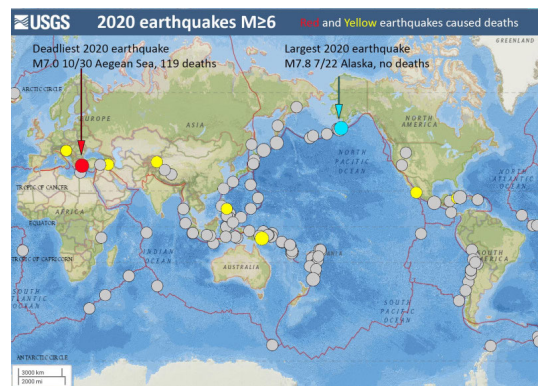 USGS
2020 earthquakes M≥6
Red and Yellow earthquakes caused deaths
GREENLAND
Deadliest 2020 earthquake
M7.0 10/30 Aegean Sea, 119 deaths
Largest 2020 earthquake
M7.8 7/22 Alaska, no deaths
ARCTIC CIRCLE
EUROPE
ASIA
NORTH
AMERICA
NORTH
PACIFIC
OCEAN
NORTH
ATLANTIC
OCEAN
TROPIC OF CANCER
AFRICA
EQUATOR
INDIAN
OCEAN
TROPIC OF CAPRICORN
AUSTRALIA
SOUTH
AMERICA
SOUTH
ATLANTIC
OCEAN
SOUTH
PACIFIC
OCEAN
ANTARCTIC CIRCLE
3000 km
2000 mi